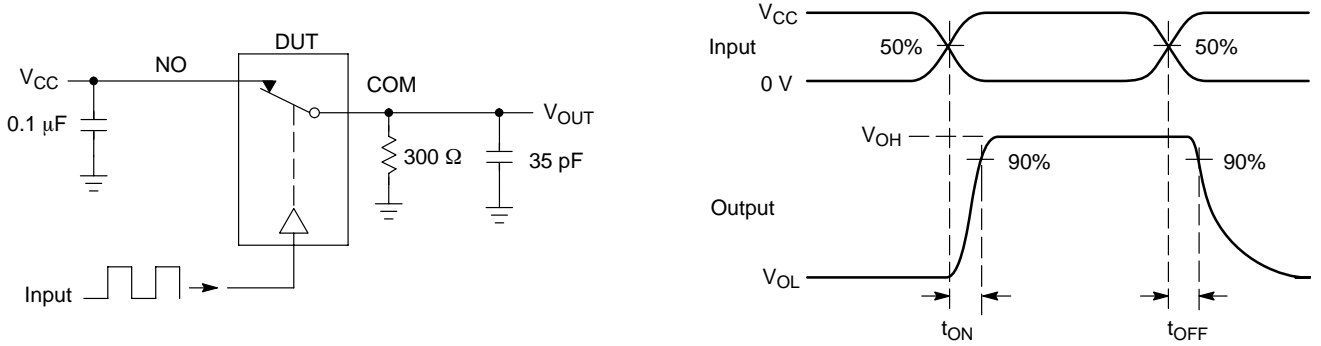 DUT
V_CC
NO
COM
V_OUT
0.1 μF
300 Ω
35 pF
Input
V_CC
Input
50%
50%
0 V
V_OH
90%
90%
Output
V_OL
t_ON
t_OFF